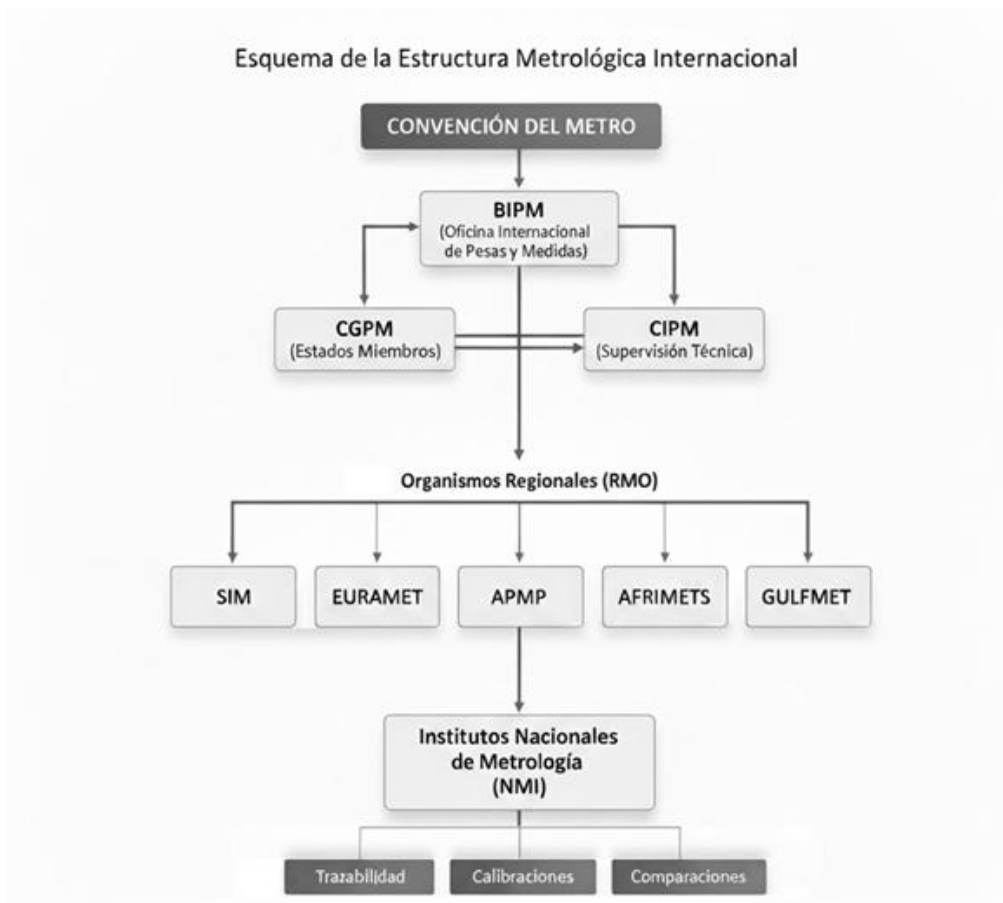 Esquema de la Estructura Metrológica Internacional
CONVENCIÓN DEL METRO
BIPM
(Oficina Internacional
de Pesas y Medidas)
CGPM
(Estados Miembros)
CIPM
(Supervisión Técnica)
Organismos Regionales (RMO)
SIM
EURAMET
APMP
AFRIMETS
GULFMET
Institutos Nacionales
de Metrología
(NMI)
Trazabilidad
Calibraciones
Comparaciones